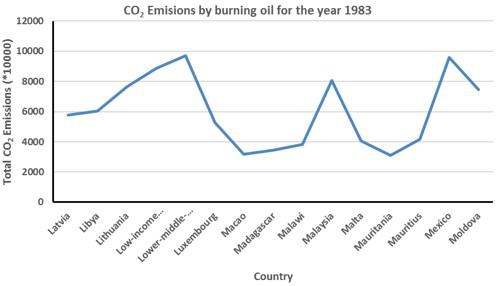 CO₂ Emisions by burning oil for the year 1983
Total CO₂ Emissions (*10000)
12000
10000
8000
6000
4000
2000
0
Latvia
Libya
Lithuania
Low-income...
Lower-middle-...
Luxembourg
Macao
Madagascar
Malawi
Malaysia
Malta
Mauritania
Mauritius
Mexico
Moldova
Country